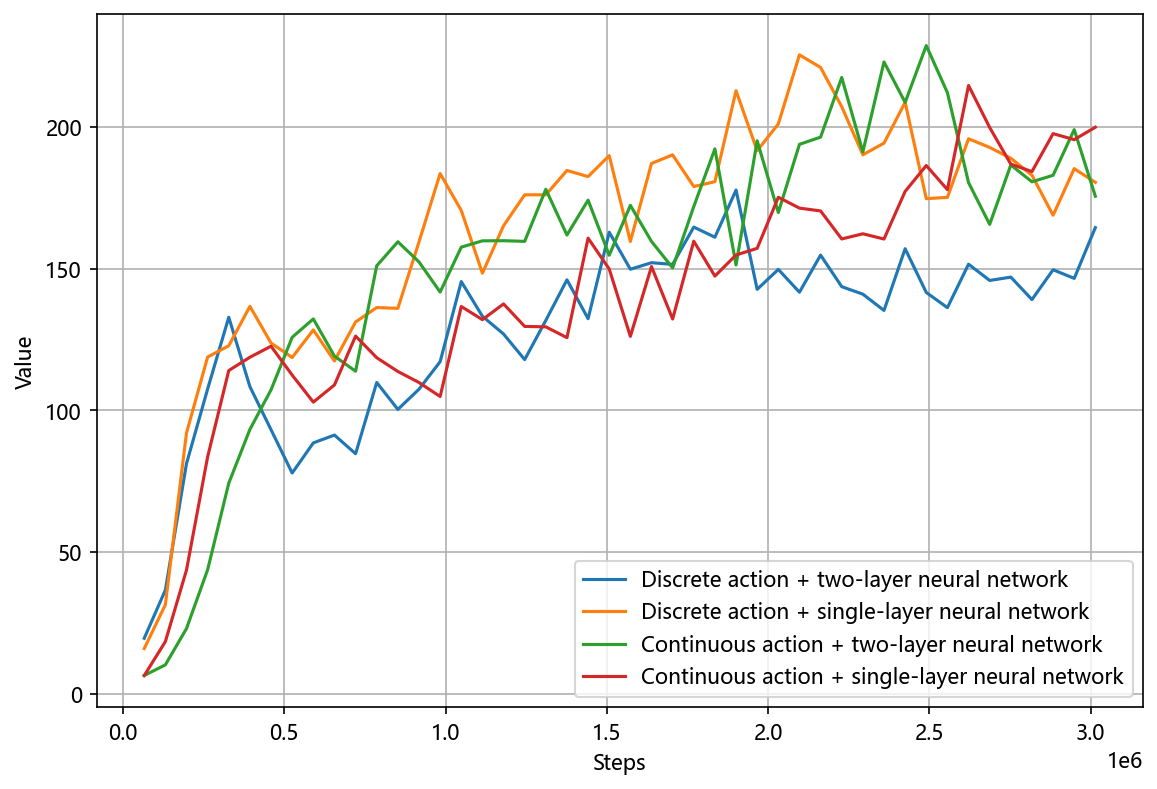 Value
200
150
100
50
0
Discrete action + two-layer neural network
Discrete action + single-layer neural network
Continuous action + two-layer neural network
Continuous action + single-layer neural network
0.0 0.5 1.0 1.5 2.0 2.5 3.0
Steps
1e6